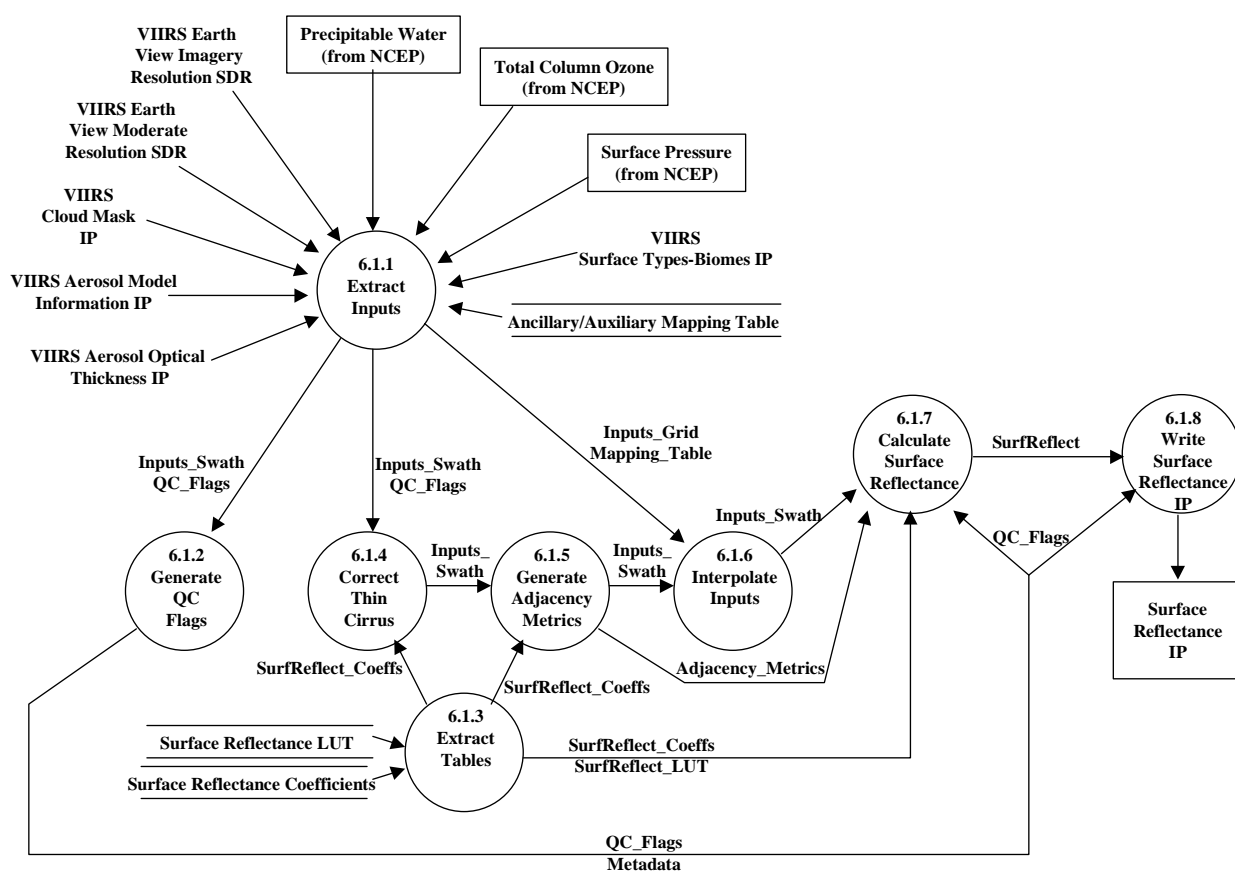 VIIRS Earth
View Imagery
Resolution SDR
Precipitable Water
(from NCEP)
Total Column Ozone
(from NCEP)
VIIRS Earth
View Moderate
Resolution SDR
Surface Pressure
(from NCEP)
VIIRS
Cloud Mask
IP
VIIRS
Surface Types-Biomes IP
6.1.1
Extract
Inputs
VIIRS Aerosol Model
Information IP
Ancillary/Auxiliary Mapping Table
VIIRS Aerosol Optical
Thickness IP
Inputs_Swath
QC_Flags
Inputs_Swath
QC_Flags
Inputs_Grid
Mapping_Table
6.1.7
Calculate
Surface
Reflectance
SurfReflect
6.1.8
Write
Surface
Reflectance
IP
Inputs_Swath
QC_Flags
6.1.2
Generate
QC
Flags
6.1.4
Correct
Thin
Cirrus
Inputs_
Swath
6.1.5
Generate
Adjacency
Metrics
Inputs_
Swath
6.1.6
Interpolate
Inputs
Surface
Reflectance
IP
SurfReflect_Coeffs
SurfReflect_Coeffs
Adjacency_Metrics
6.1.3
Extract
Tables
Surface Reflectance LUT
Surface Reflectance Coefficients
SurfReflect_Coeffs
SurfReflect_LUT
QC_Flags
Metadata